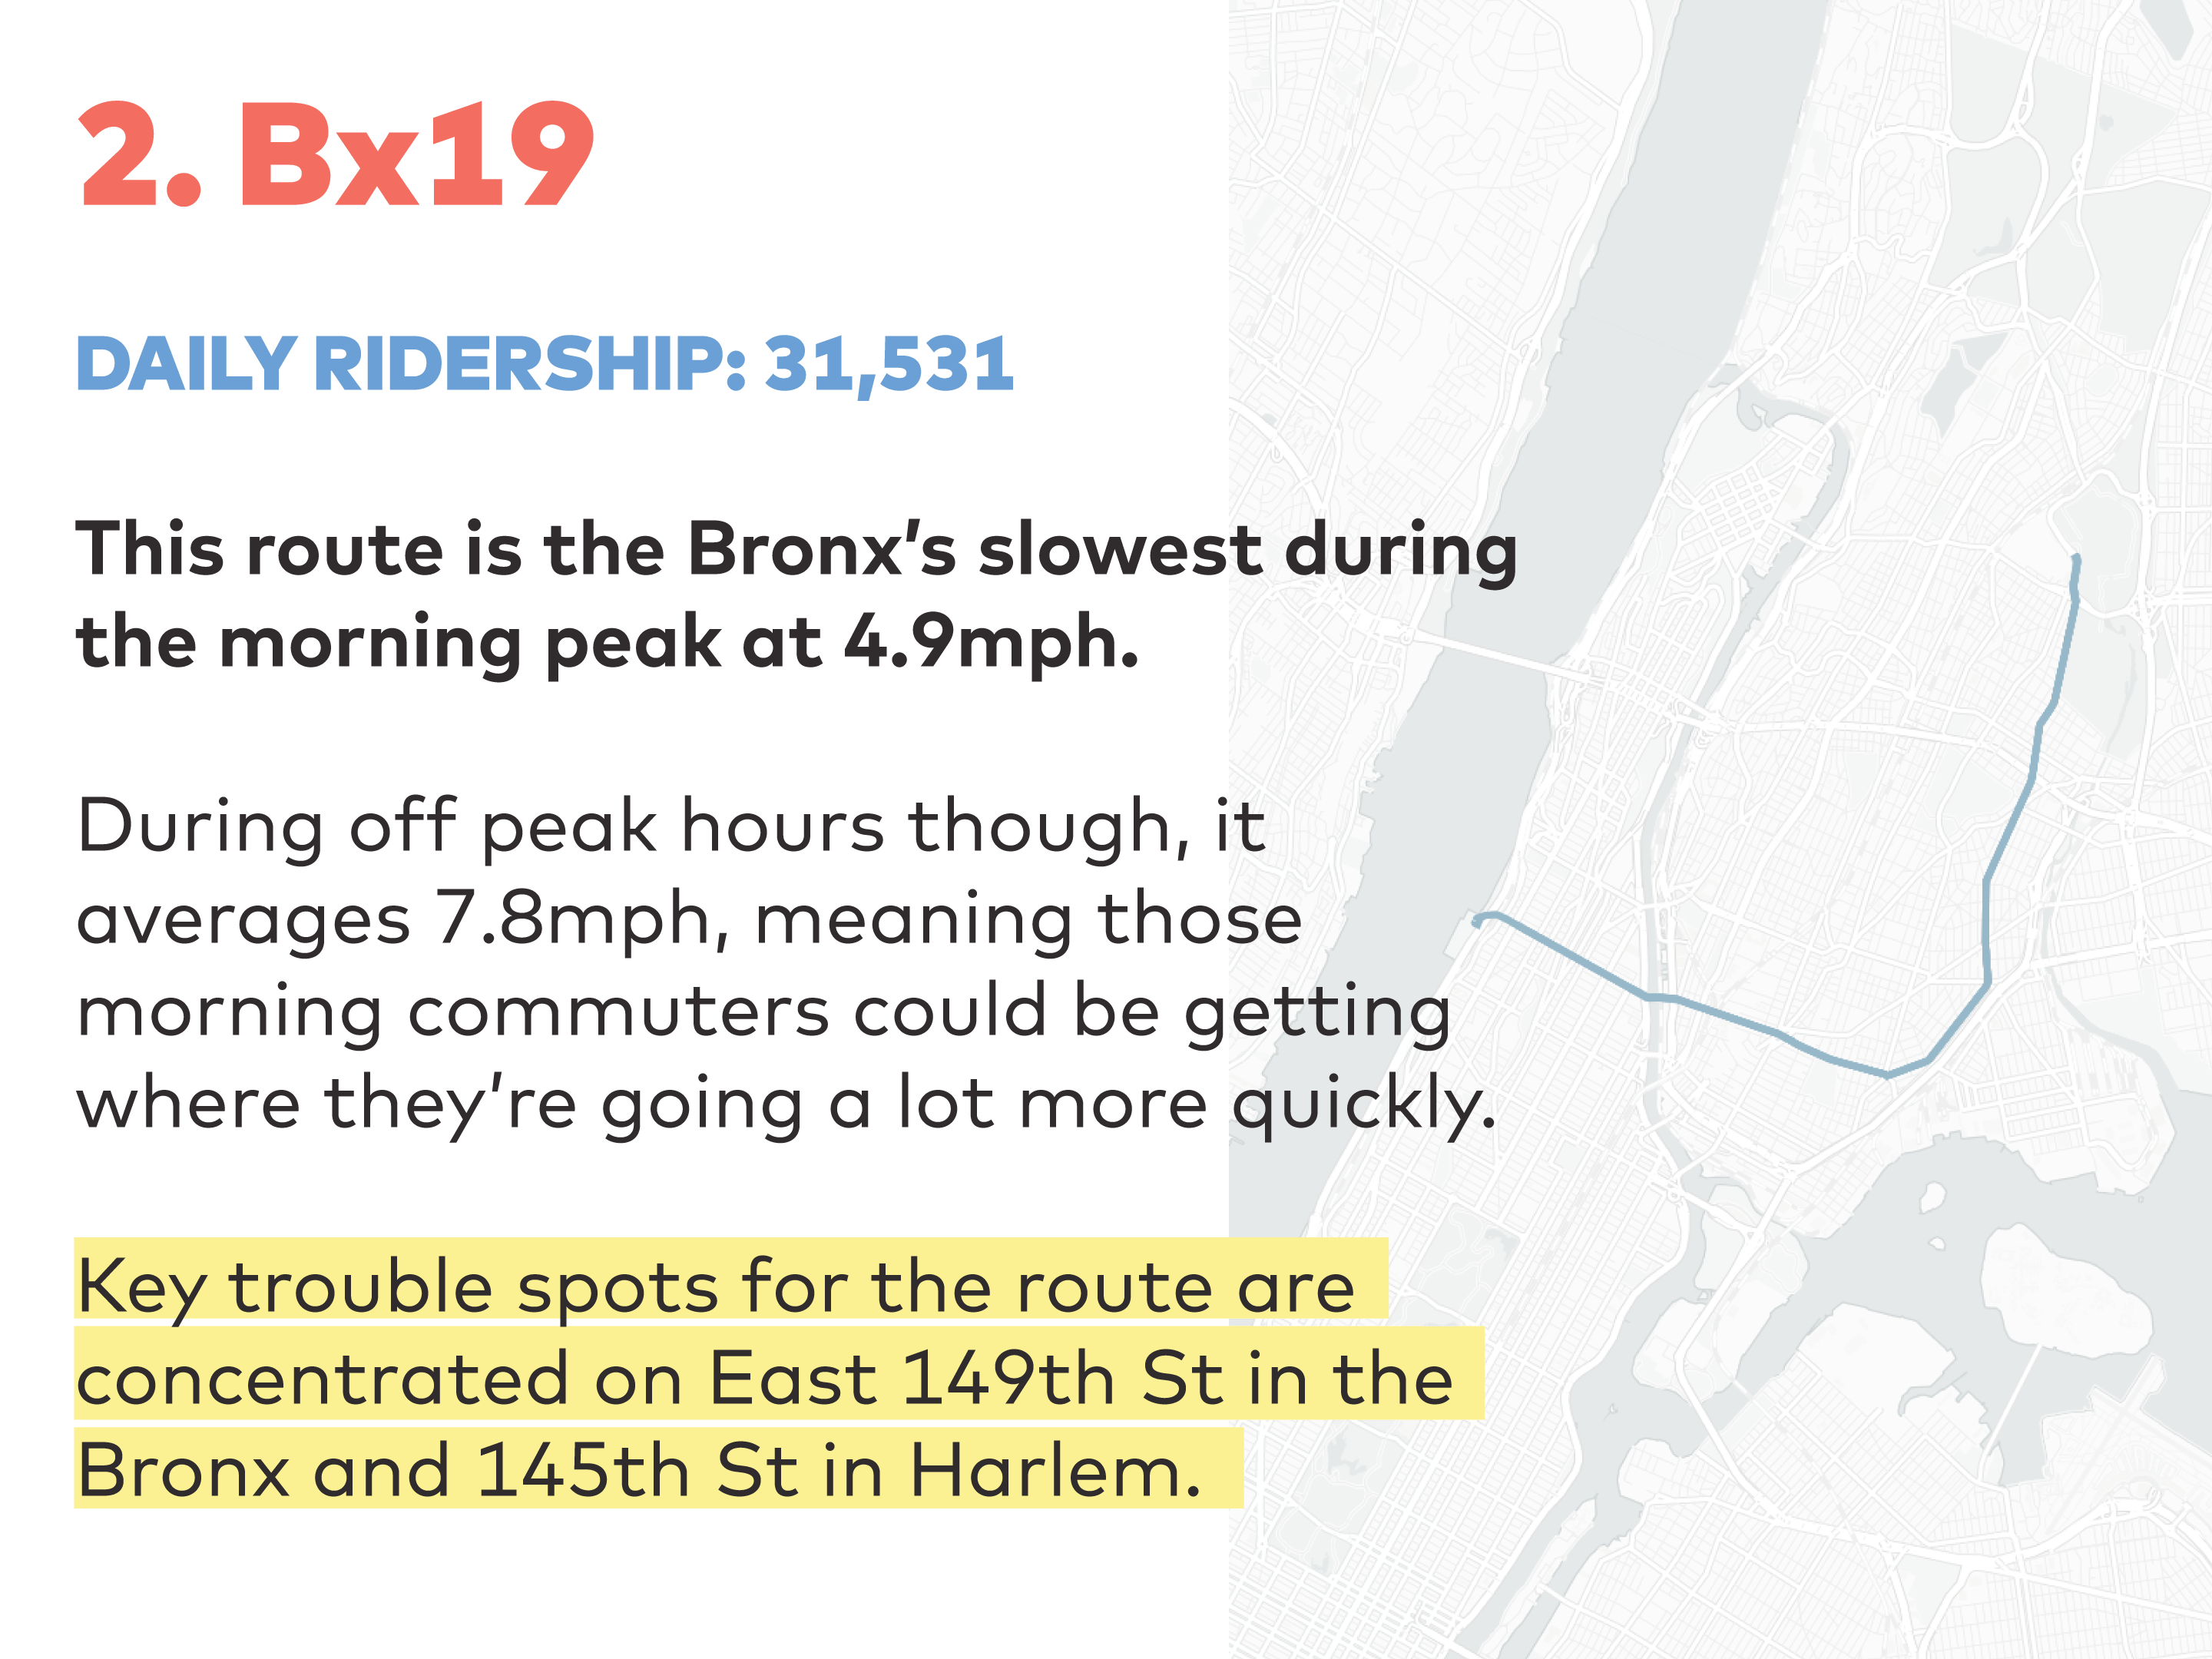 2. Bx19
DAILY RIDERSHIP: 31,531
This route is the Bronx’s slowest during
the morning peak at 4.9mph.
During off peak hours though, it
averages 7.8mph, meaning those
morning commuters could be getting
where they’re going a lot more quickly.
Key trouble spots for the route are
concentrated on East 149th St in the
Bronx and 145th St in Harlem.